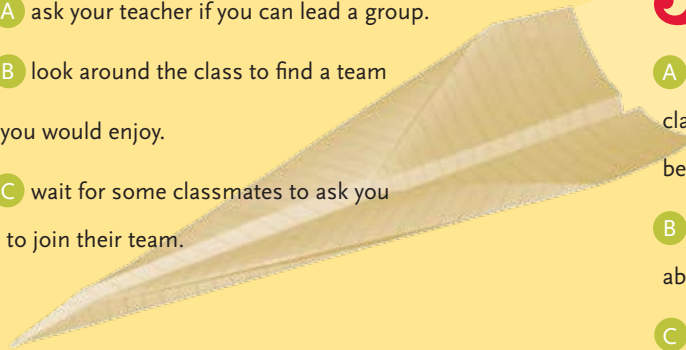 A ask your teacher if you can lead a group.
B look around the class to find a team
you would enjoy.
C wait for some classmates to ask you
to join their team.
A
cla
be
B
ab
C